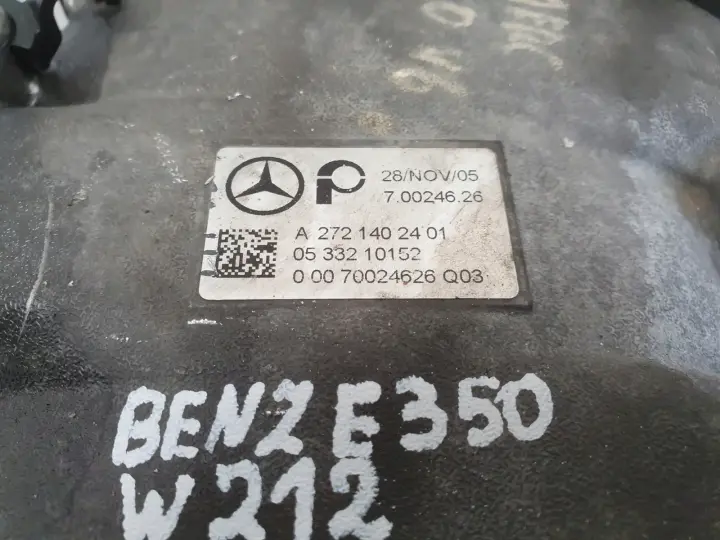 28/NOV/05
7.00246.26
A 272 140 24 01
05 332 10152
0 00 70024626 Q03
BENZ E350
W212